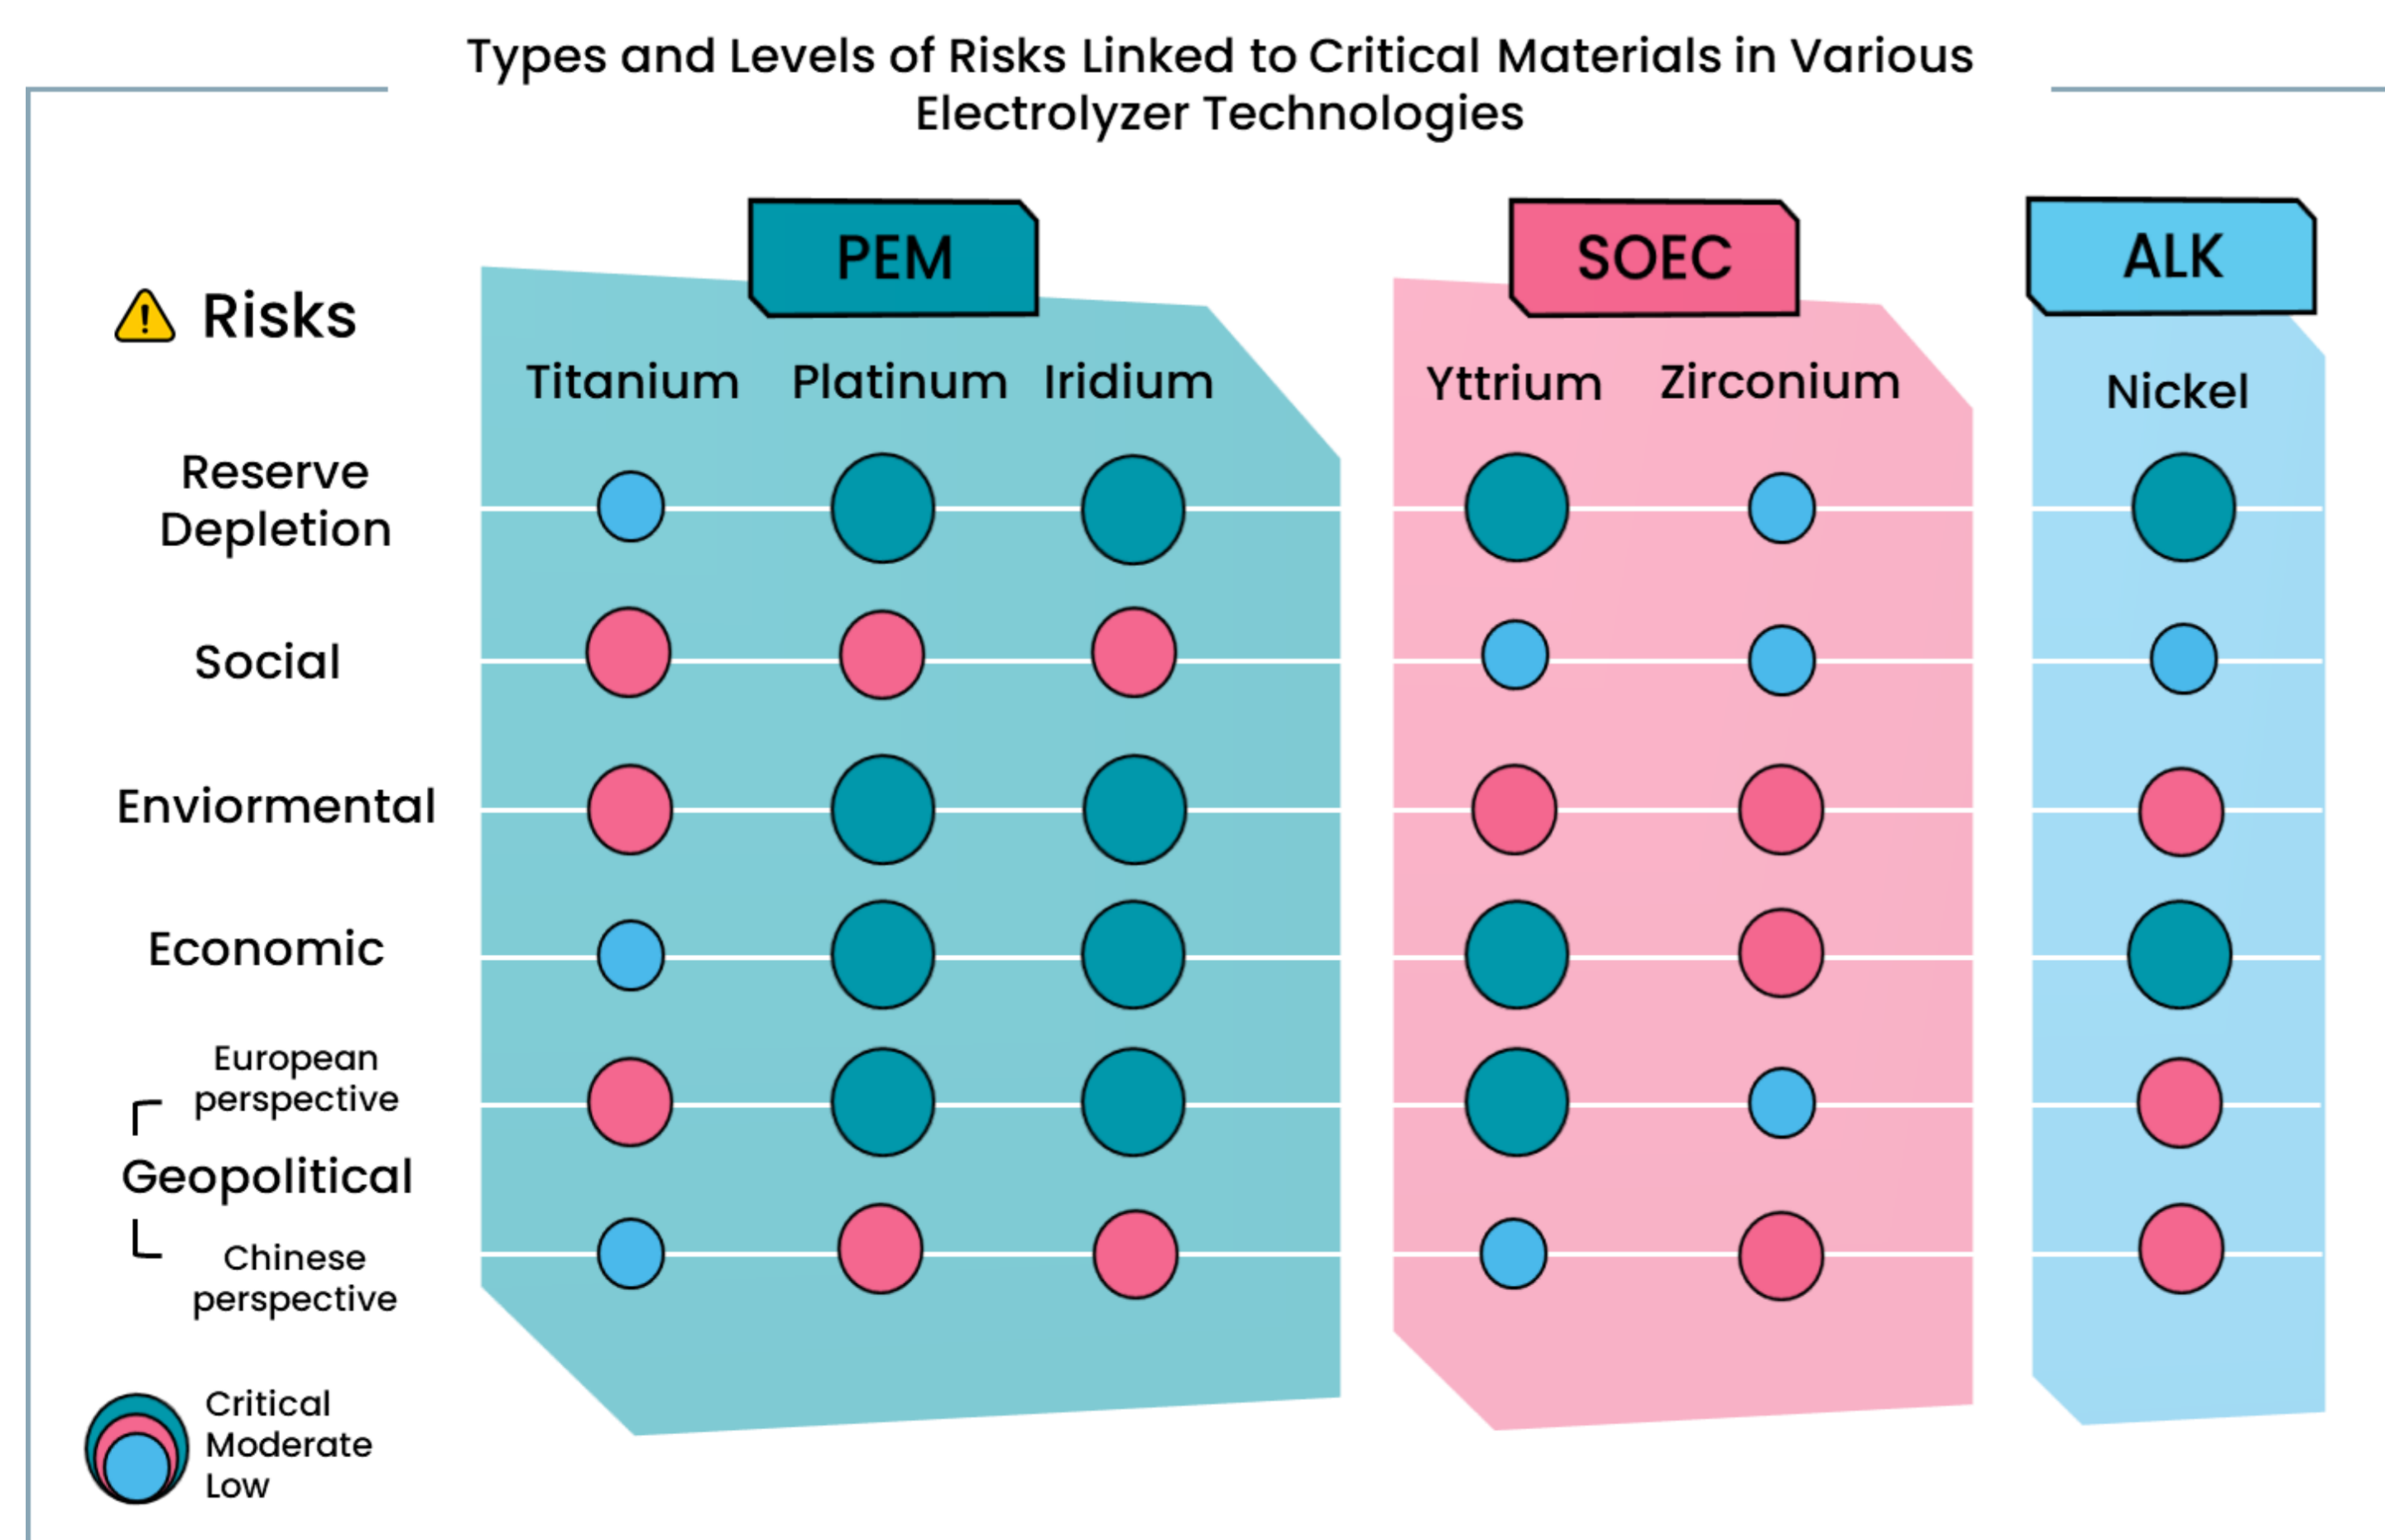 Types and Levels of Risks Linked to Critical Materials in Various
Electrolyzer Technologies
PEM
SOEC
ALK
Risks
Titanium
Platinum
Iridium
Yttrium
Zirconium
Nickel
Reserve
Depletion
Social
Enviormental
Economic
European
perspective
Geopolitical
Chinese
perspective
Critical
Moderate
Low